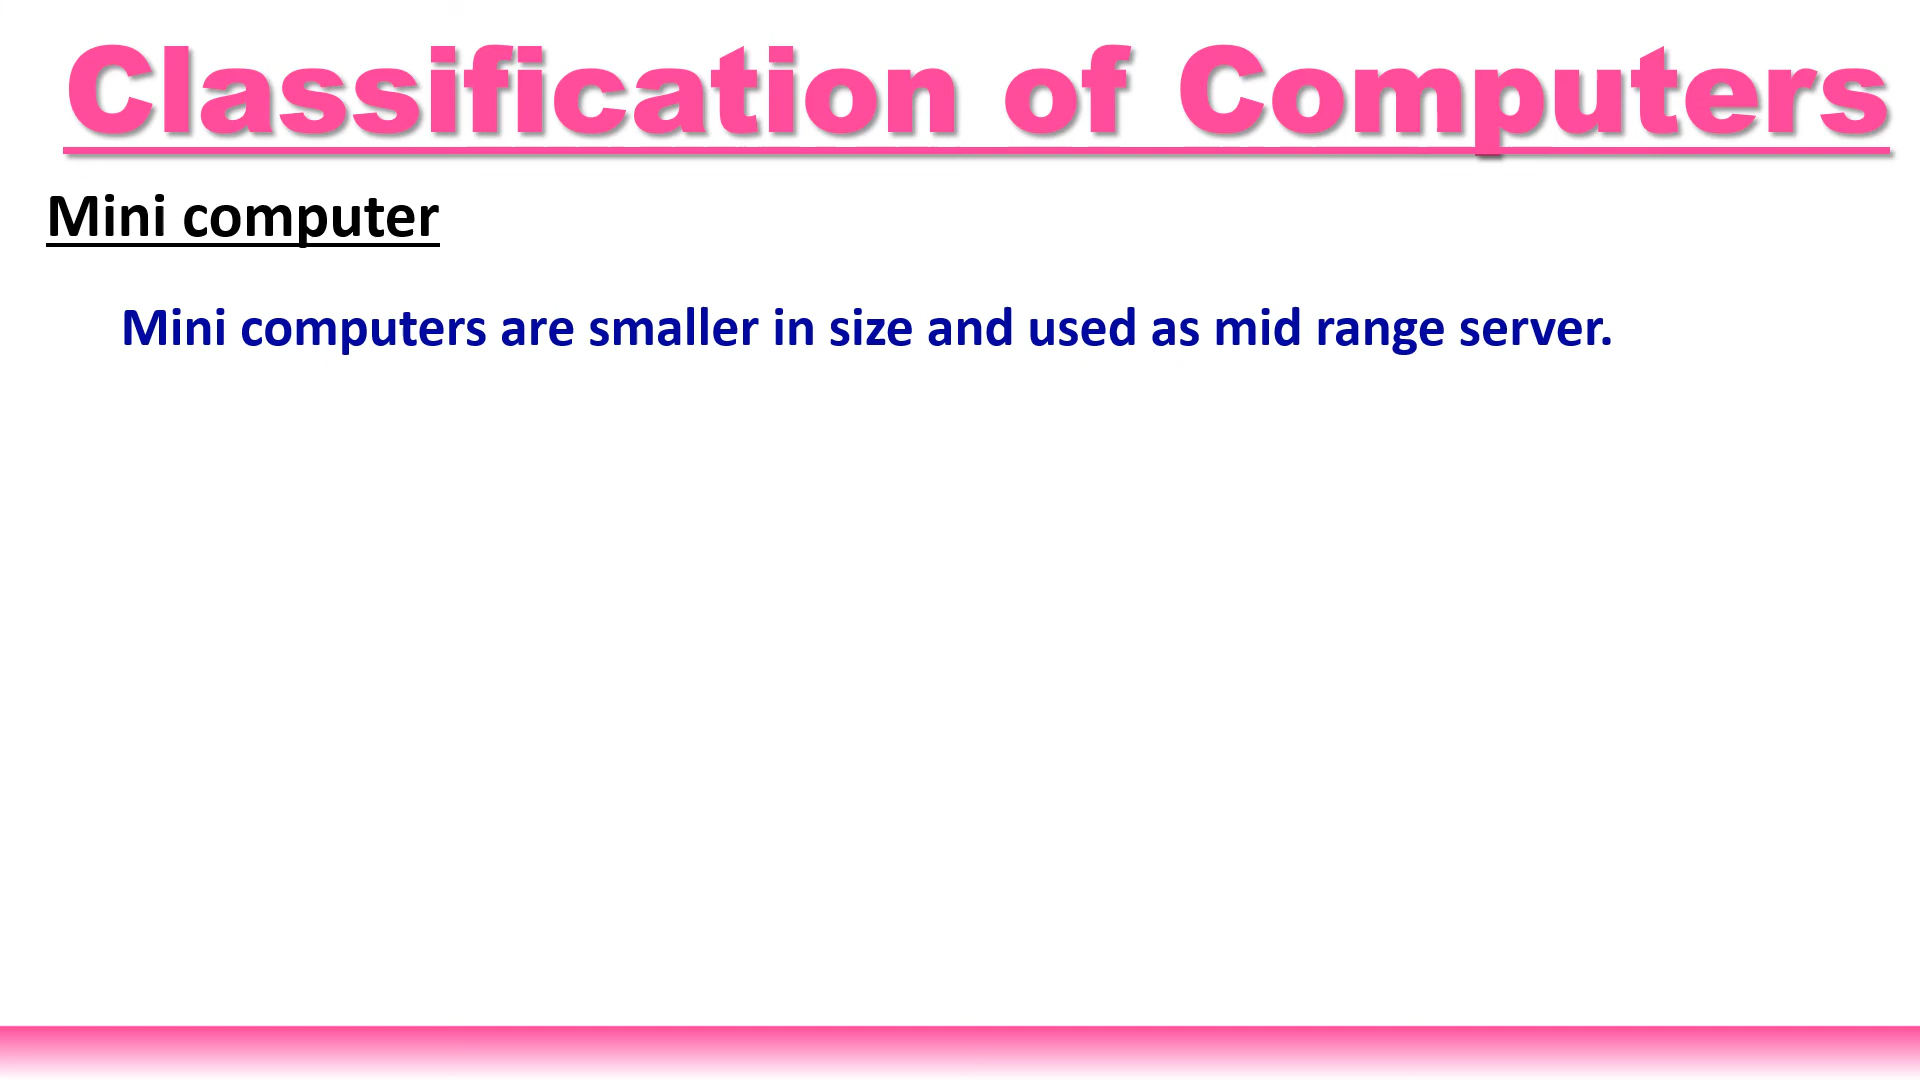 Classification of Computers
Mini computer
Mini computers are smaller in size and used as mid range server.